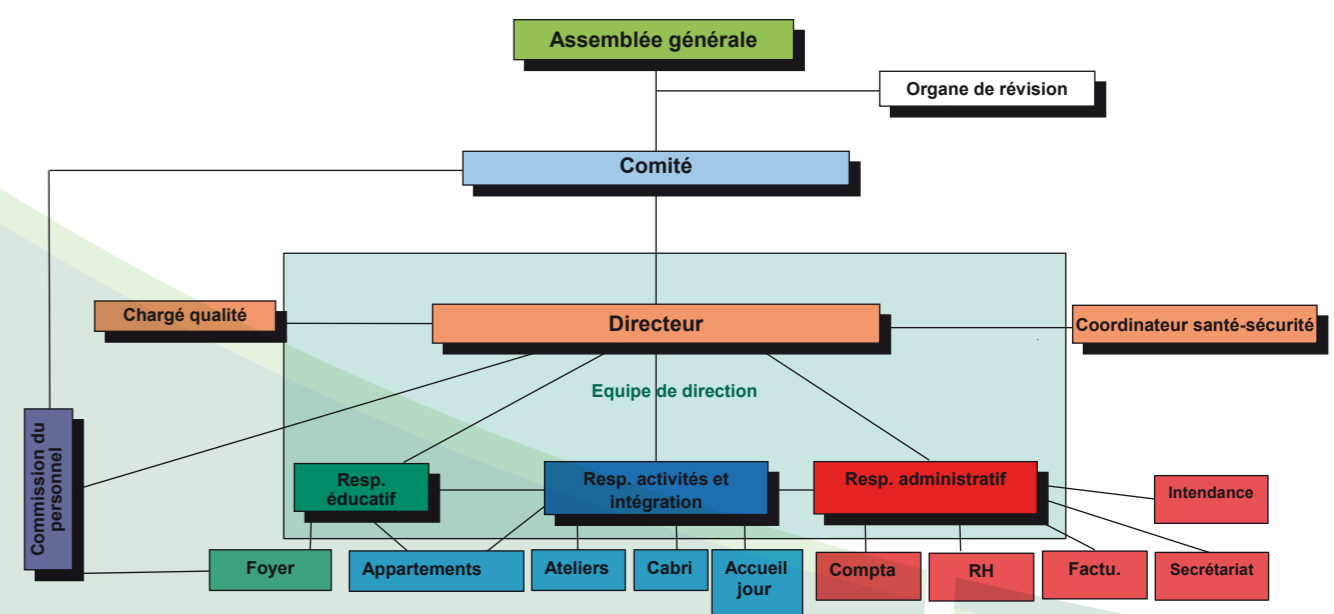 Assemblée générale
Organe de révision
Comité
Chargé qualité
Directeur
Coordinateur santé-sécurité
Equipe de direction
Commission du
personnel
Resp.
éducatif
Resp. activités et
intégration
Resp. administratif
Intendance
Foyer
Appartements
Ateliers
Cabri
Accueil
jour
Compta
RH
Factu.
Secrétariat